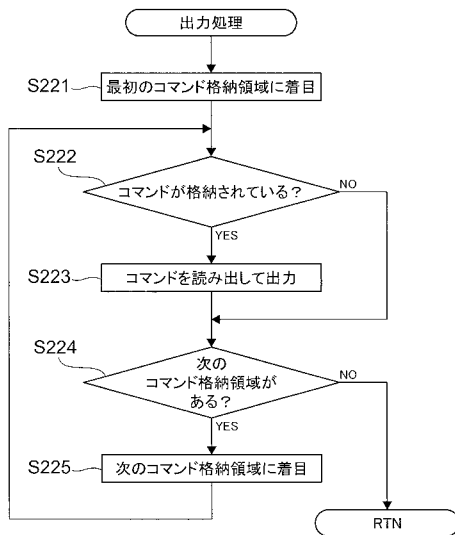 出力処理
S221
最初のコマンド格納領域に着目
S222
コマンドが格納されている?
NO
YES
S223
コマンドを読み出して出力
S224
次の
コマンド格納領域が
ある?
NO
YES
S225
次のコマンド格納領域に着目
RTN